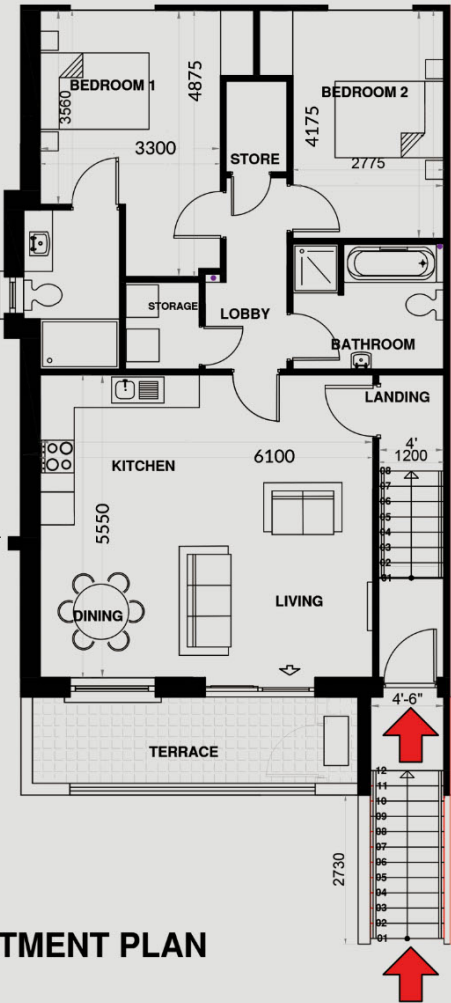 BEDROOM 1
4875
3560
3300
BEDROOM 2
4175
2775
STORE
STORAGE
LOBBY
BATHROOM
LANDING
4'
1200
08
07
06
05
04
03
02
01
KITCHEN
6100
5550
DINING
LIVING
4'-6"
TERRACE
12
11
10
09
08
07
06
05
04
03
02
01
2730
TMENT PLAN